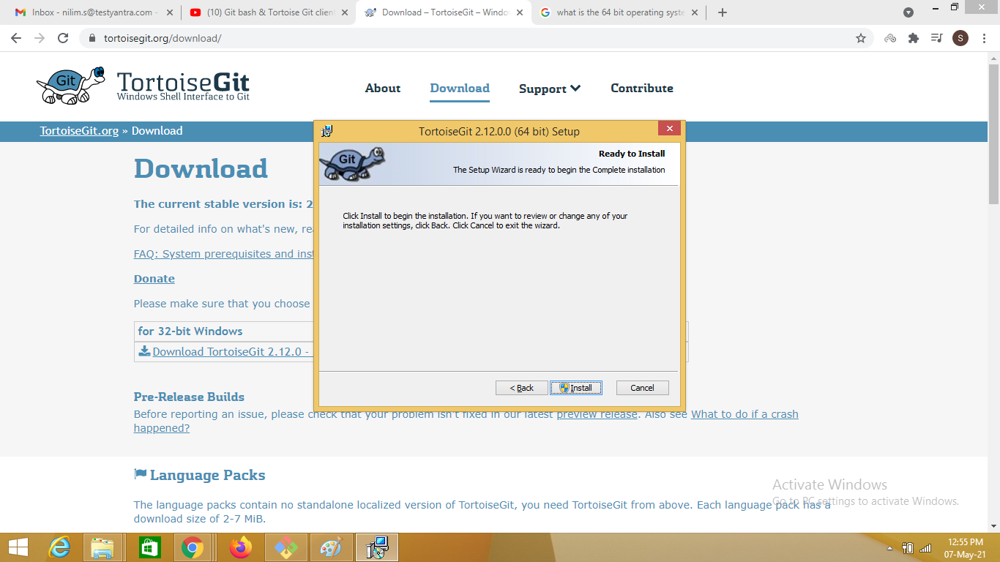 Inbox - nilim.s@testyantra.com -
(10) Git bash & Tortoise Git clien
Download – TortoiseGit – Windo
what is the 64 bit operating syste
tortoisegit.org/download/
S
Git
TortoiseGit
Windows Shell Interface to Git
About
Download
Support
Contribute
TortoiseGit.org » Download
TortoiseGit 2.12.0.0 (64 bit) Setup
Git
Ready to Install
The Setup Wizard is ready to begin the Complete installation
Click Install to begin the installation. If you want to review or change any of your
installation settings, click Back. Click Cancel to exit the wizard.
< Back
Install
Cancel
Download
The current stable version is: 2
For detailed info on what's new, re
FAQ: System prerequisites and inst
Donate
Please make sure that you choose
for 32-bit Windows
Download TortoiseGit 2.12.0 -
Pre-Release Builds
Before reporting an issue, please check that your problem isn't fixed in our latest preview release. Also see What to do if a crash
happened?
Language Packs
The language packs contain no standalone localized version of TortoiseGit, you need TortoiseGit from above. Each language pack has a
download size of 2-7 MiB.
Activate Windows
Go to PC settings to activate Windows.
12:55 PM
07-May-21